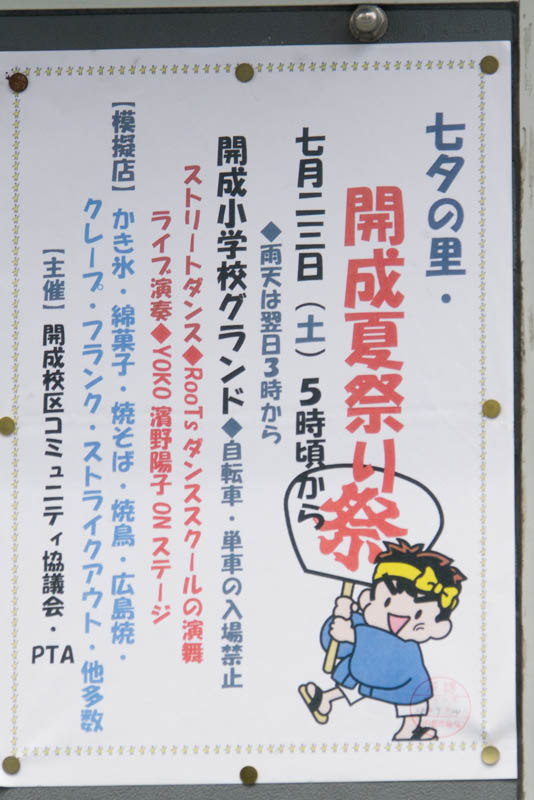 七夕の里・
開成夏祭り
七月二三日（土）５時頃から
◆雨天は翌日３時から
開成小学校グランド◆自転車・単車の入場禁止
ストリートダンス◆RooTsダンススクールの演舞
ライブ演奏◆YOKO 濱野陽子 ON ステージ
【模擬店】かき氷・綿菓子・焼そば・焼鳥・広島焼・
クレープ・フランク・ストライクアウト・他多数
【主催】開成校区コミュニティ協議会・
PTA
祭